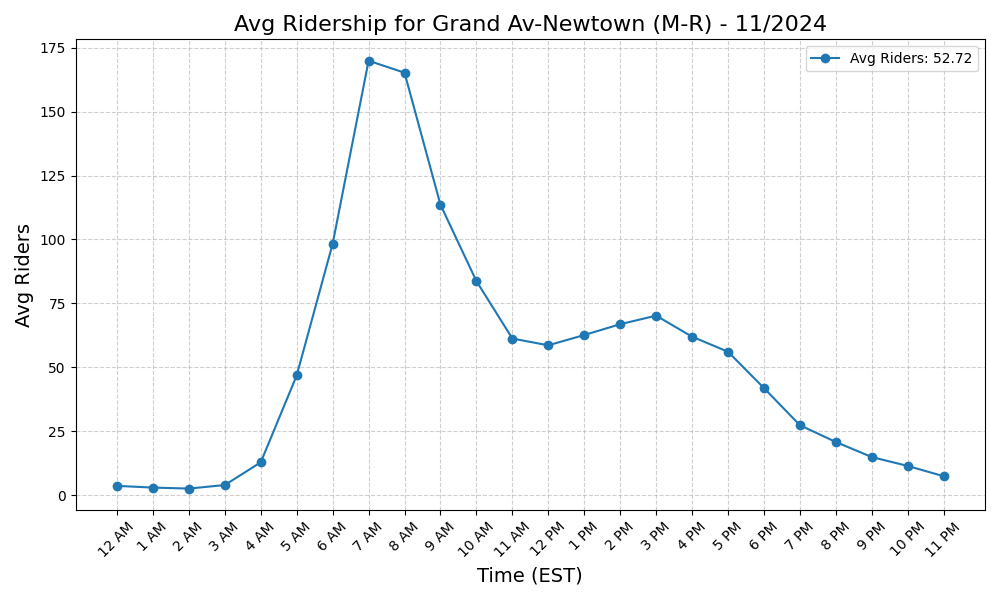 Avg Ridership for Grand Av-Newtown (M-R) - 11/2024
Avg Riders: 52.72
Avg Riders
175
150
125
100
75
50
25
0
12 AM
1 AM
2 AM
3 AM
4 AM
5 AM
6 AM
7 AM
8 AM
9 AM
10 AM
11 AM
12 PM
1 PM
2 PM
3 PM
4 PM
5 PM
6 PM
7 PM
8 PM
9 PM
10 PM
11 PM
Time (EST)